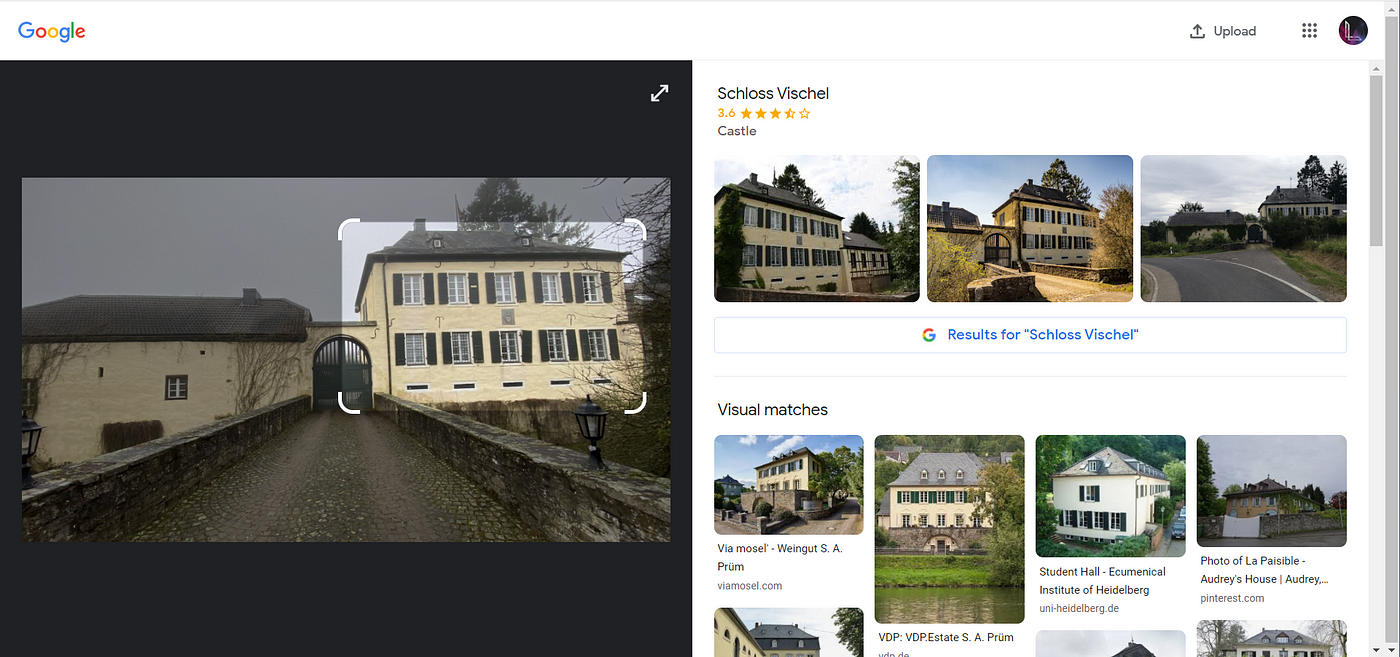 Google
Upload
Schloss Vischel
3.6
Castle
Results for "Schloss Vischel"
Visual matches
Via mosel' - Weingut S. A.
Prüm
viamosel.com
VDP: VDP.Estate S. A. Prüm
vdp.de
Student Hall - Ecumenical
Institute of Heidelberg
uni-heidelberg.de
Photo of La Paisible -
Audrey's House | Audrey,...
pinterest.com